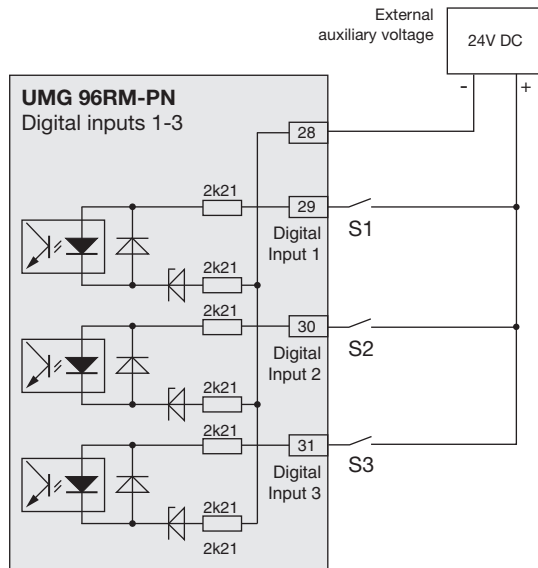 External
auxiliary voltage
24V DC
- +
UMG 96RM-PN
Digital inputs 1-3
28
2k21
29
S1
Digital
Input 1
2k21
2k21
30
S2
Digital
Input 2
2k21
2k21
31
S3
Digital
Input 3
2k21
2k21